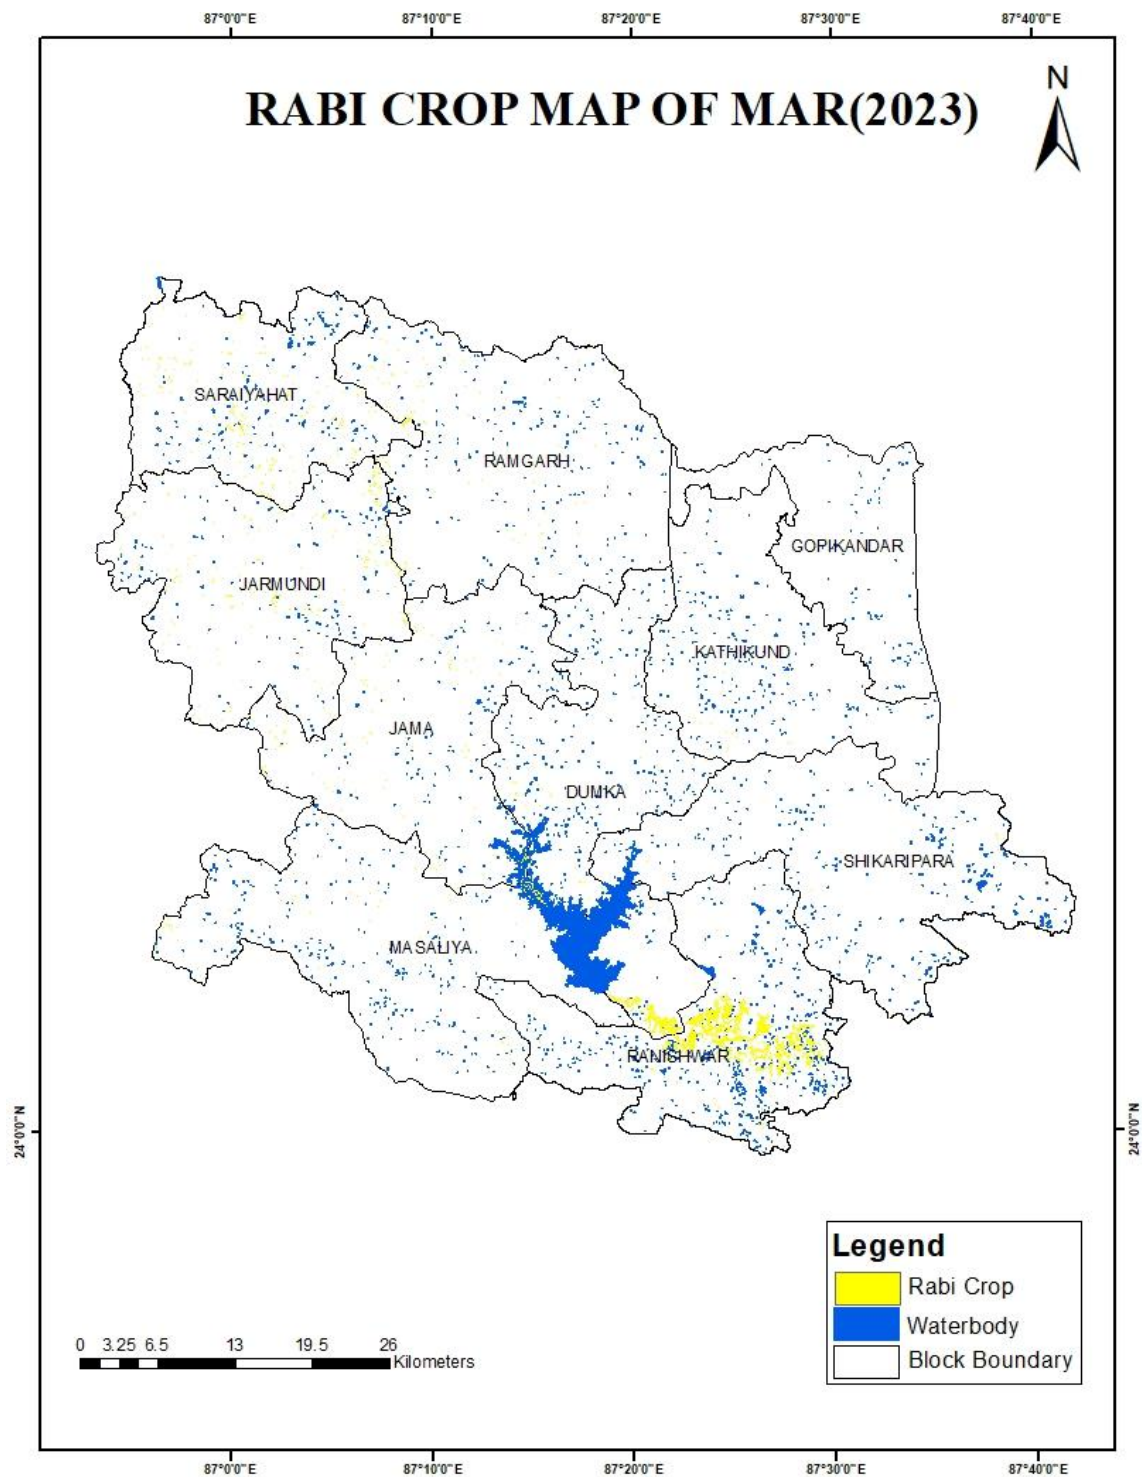 87°0'0"E 87°10'0"E 87°20'0"E 87°30'0"E 87°40'0"E
N
RABI CROP MAP OF MAR(2023)
SARAIYAHAT
RAMGARH
GOPIKANDAR
JARMUNDI
KATHIKUND
JAMA
DUMKA
SHIKARIPARA
MASALIYA
RANISHWAR
24°0'0"N 24°0'0"N
Legend
Rabi Crop
Waterbody
Block Boundary
0 3.25 6.5 13 19.5 26
Kilometers
87°0'0"E 87°10'0"E 87°20'0"E 87°30'0"E 87°40'0"E